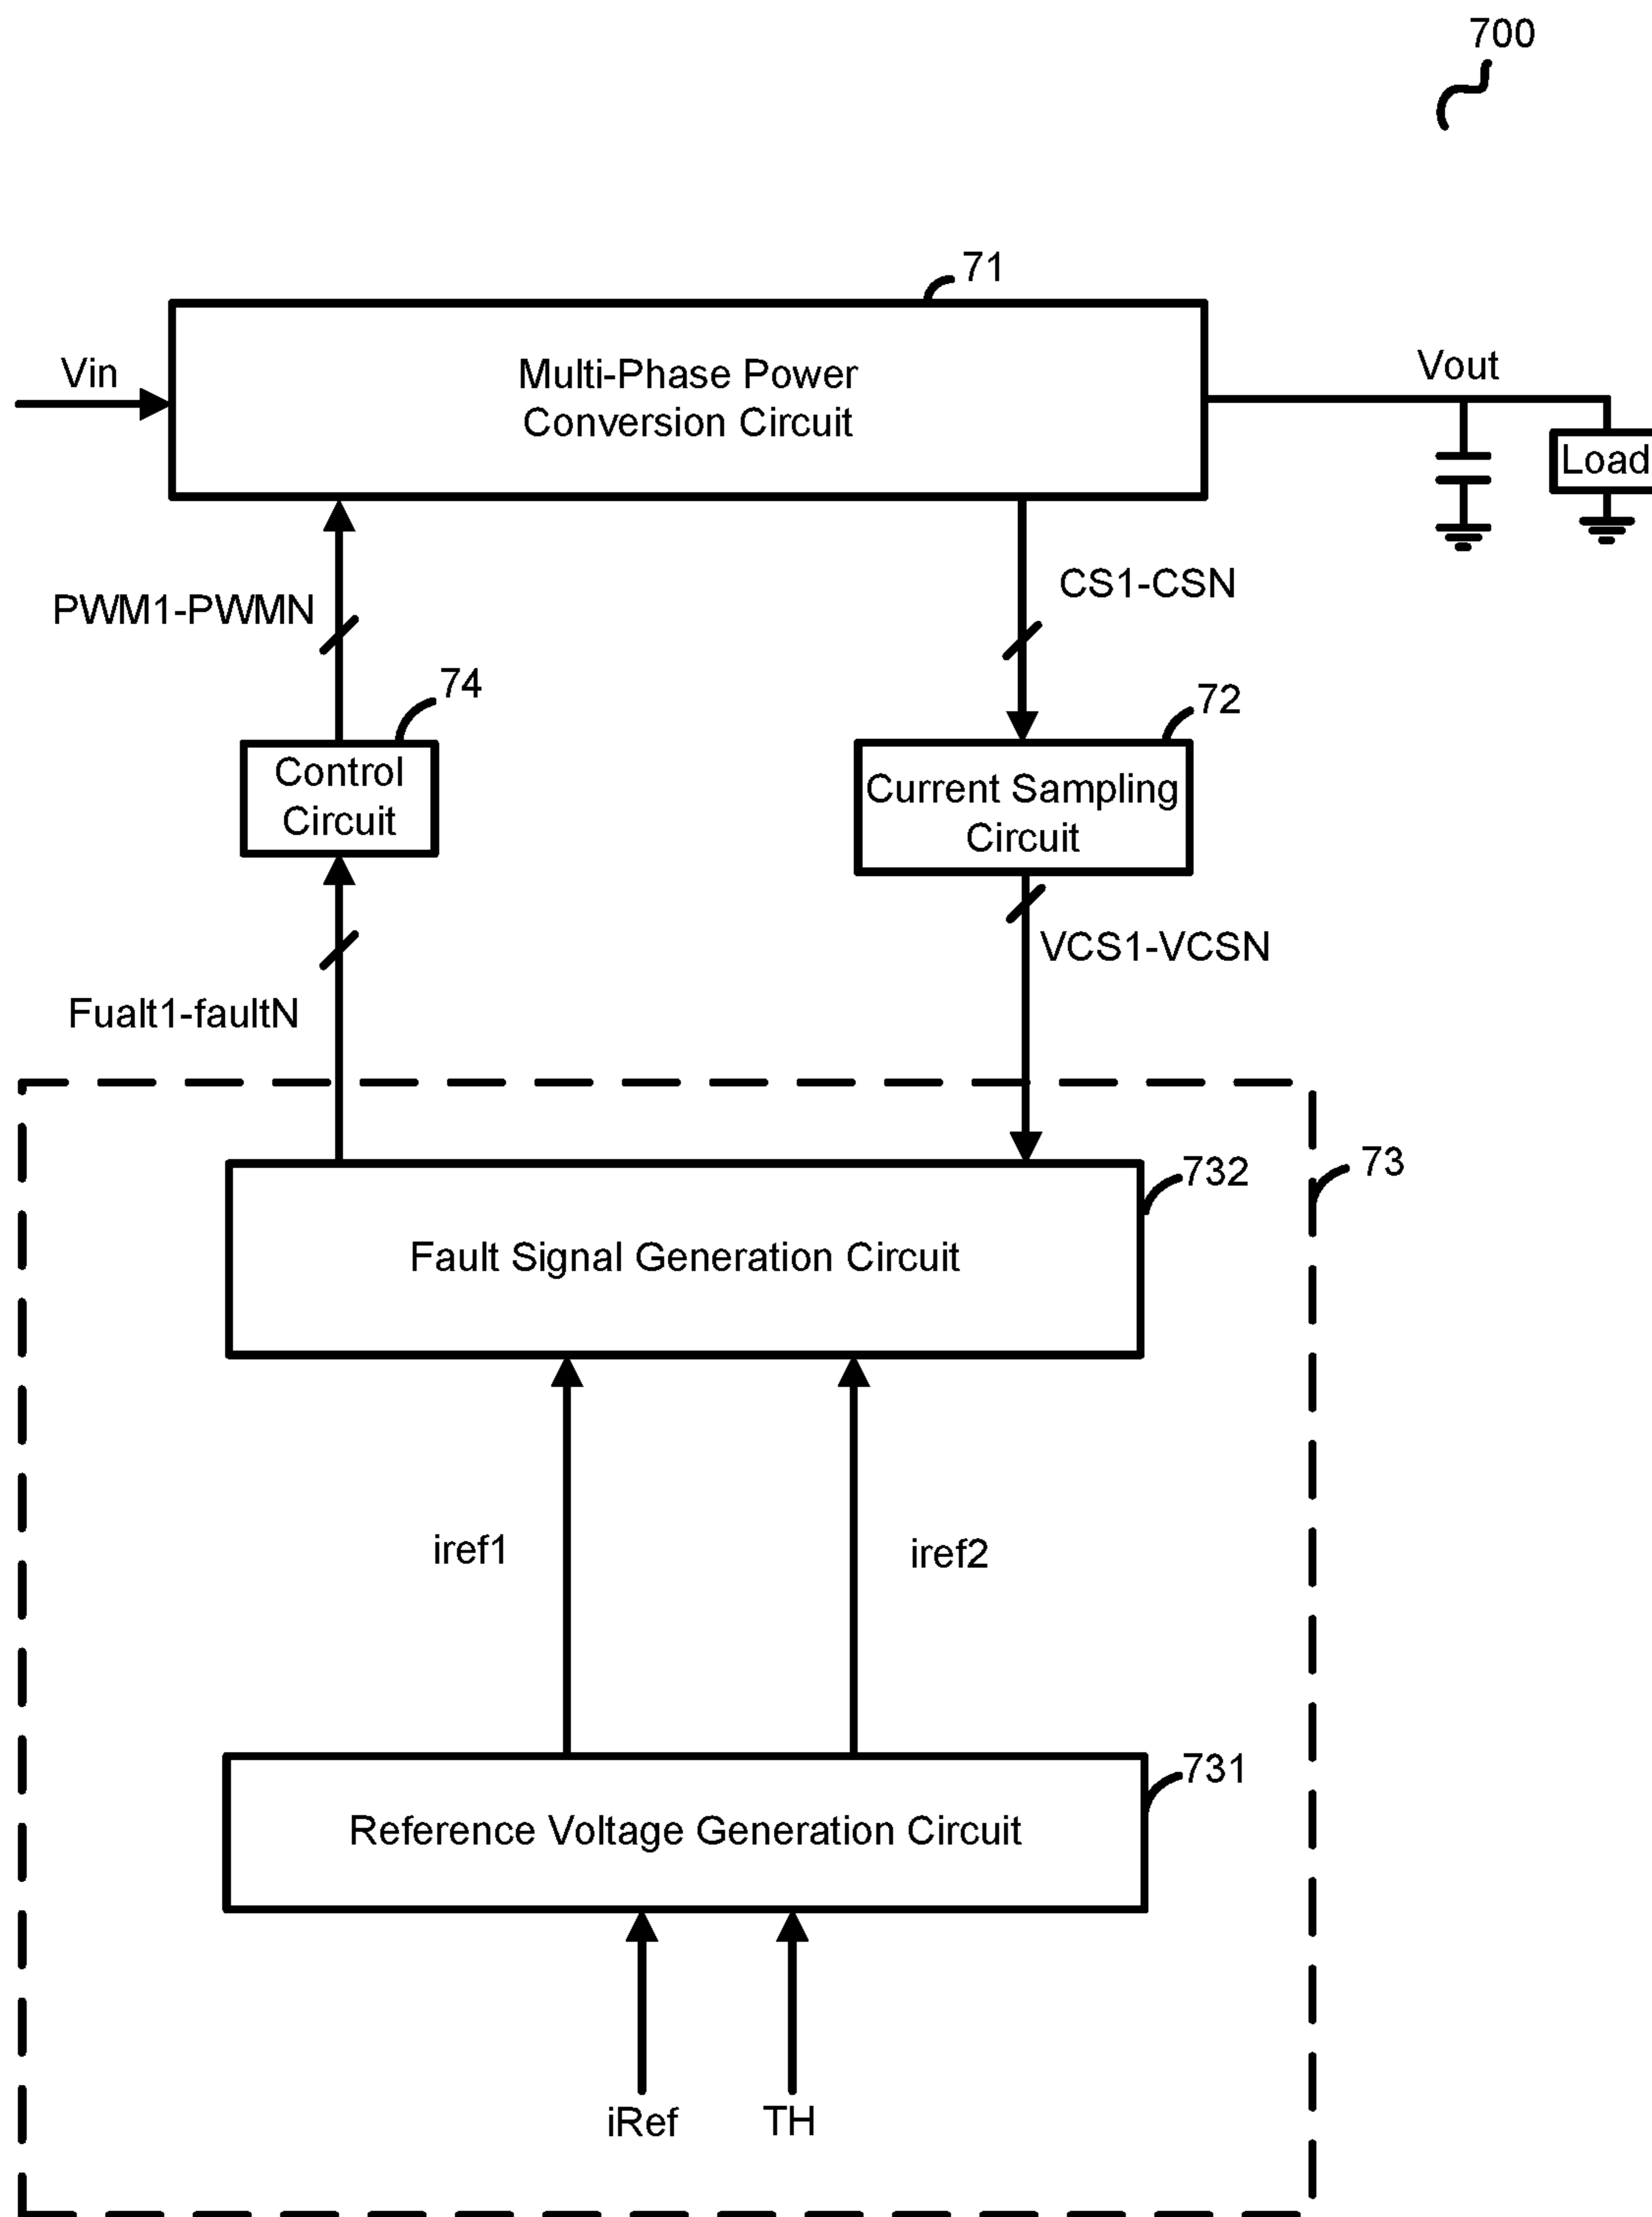 700
71
Vin
Multi-Phase Power
Conversion Circuit
Vout
Load
PWM1-PWMN
CS1-CSN
74
72
Control
Circuit
Current Sampling
Circuit
VCS1-VCSN
Fualt1-faultN
73
732
Fault Signal Generation Circuit
iref1
iref2
731
Reference Voltage Generation Circuit
iRef
TH